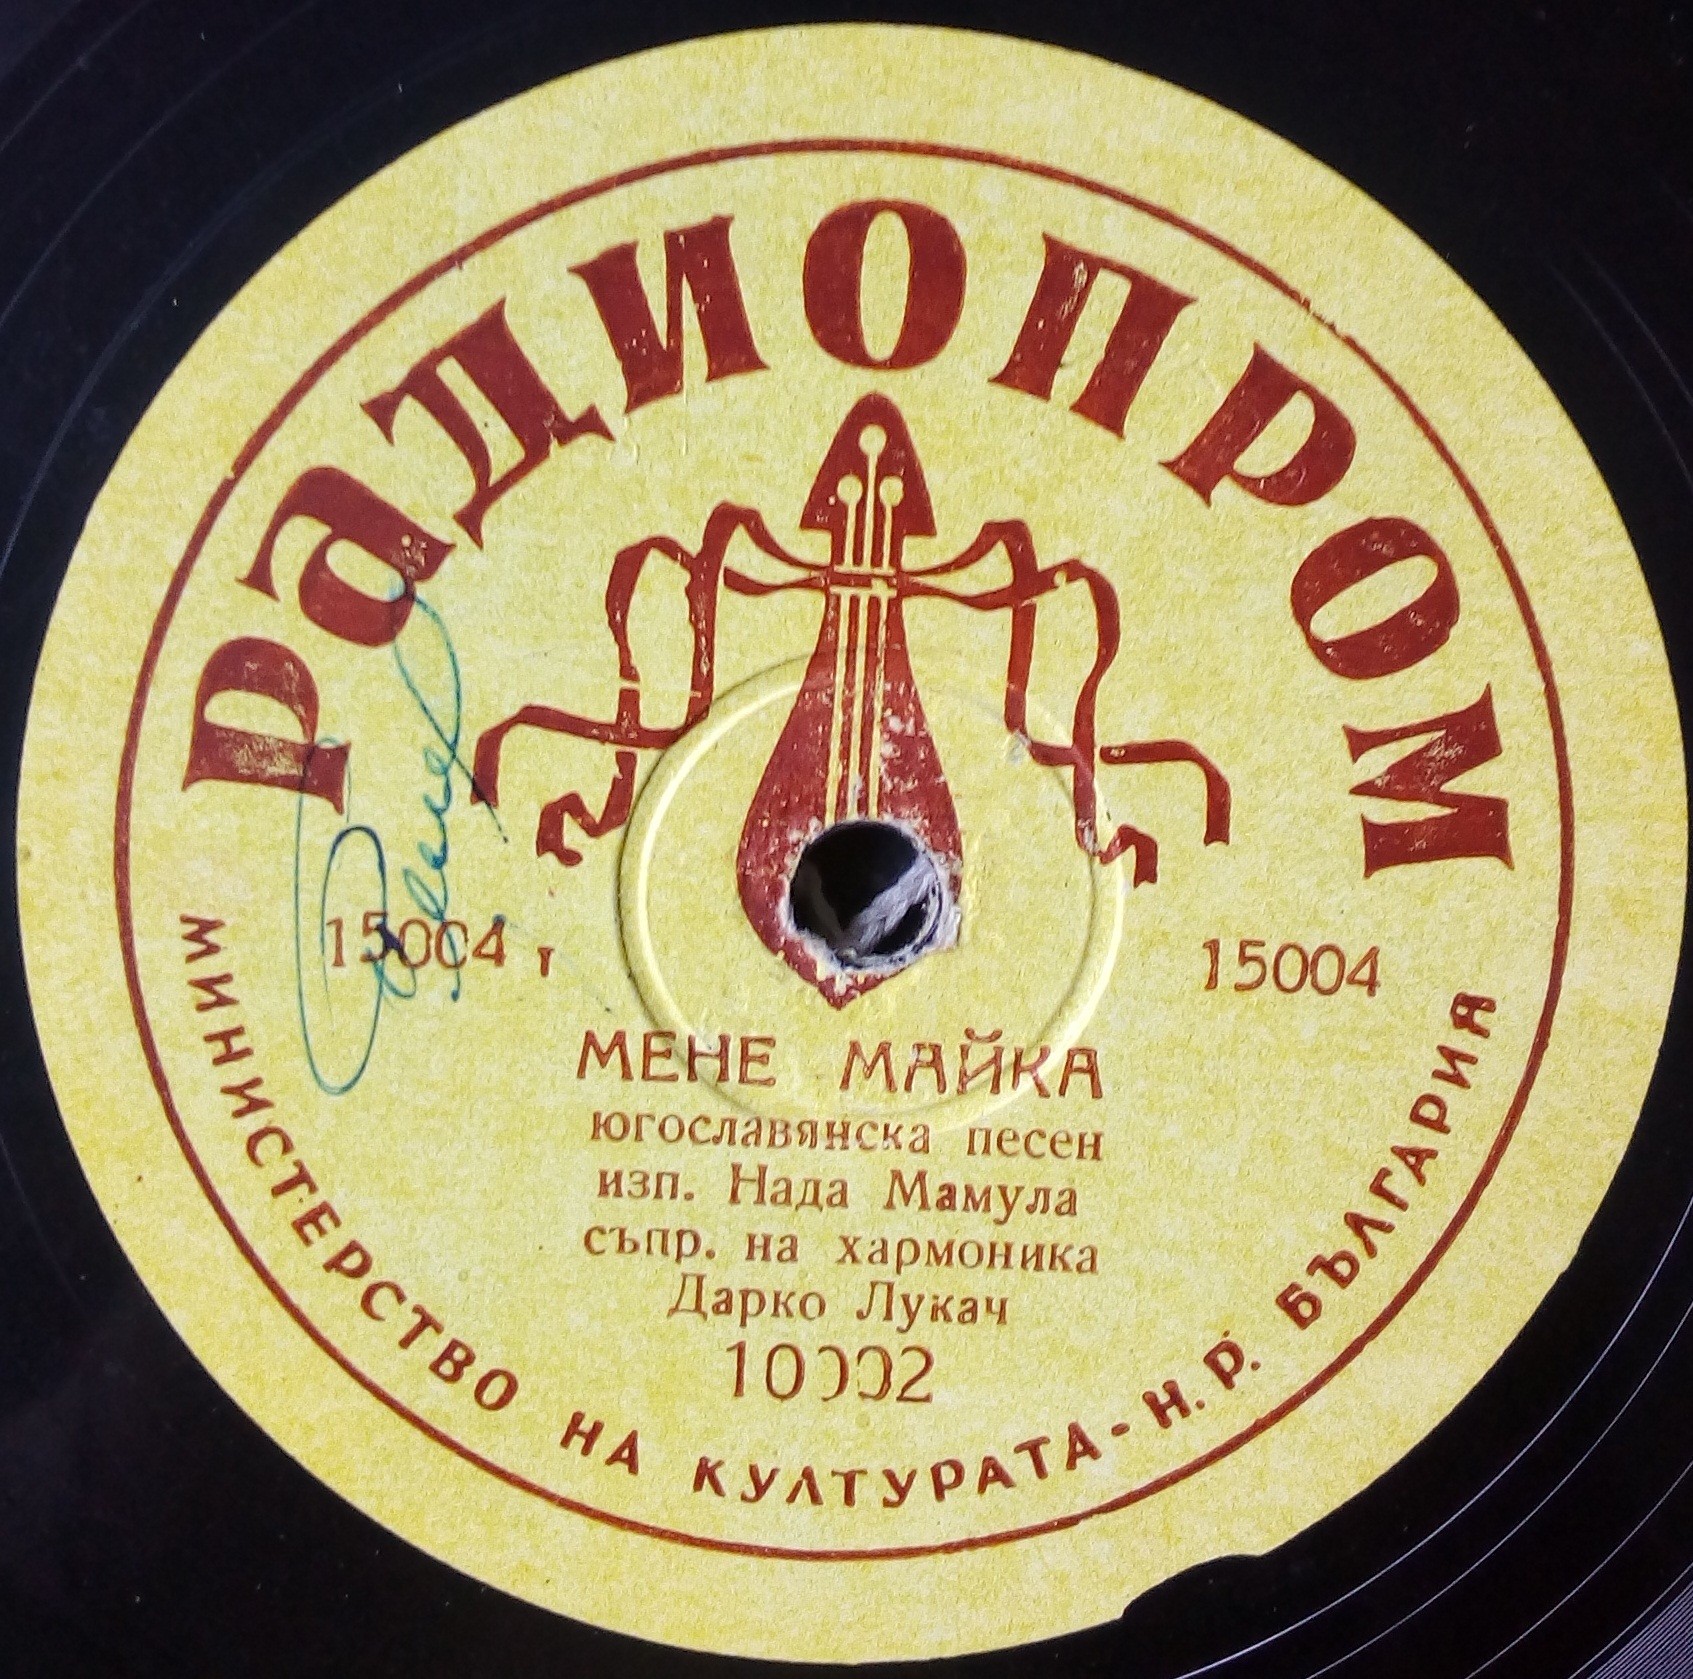 Радиопром
15004 I
15004
МЕНЕ МАЙКА
югославянска песен
изп. Нада Мамула
съпр. на хармоника
Дарко Лукач
10002
МИНИСТЕРСТВО НА КУЛТУРАТА - Н. Р. БЪЛГАРИЯ